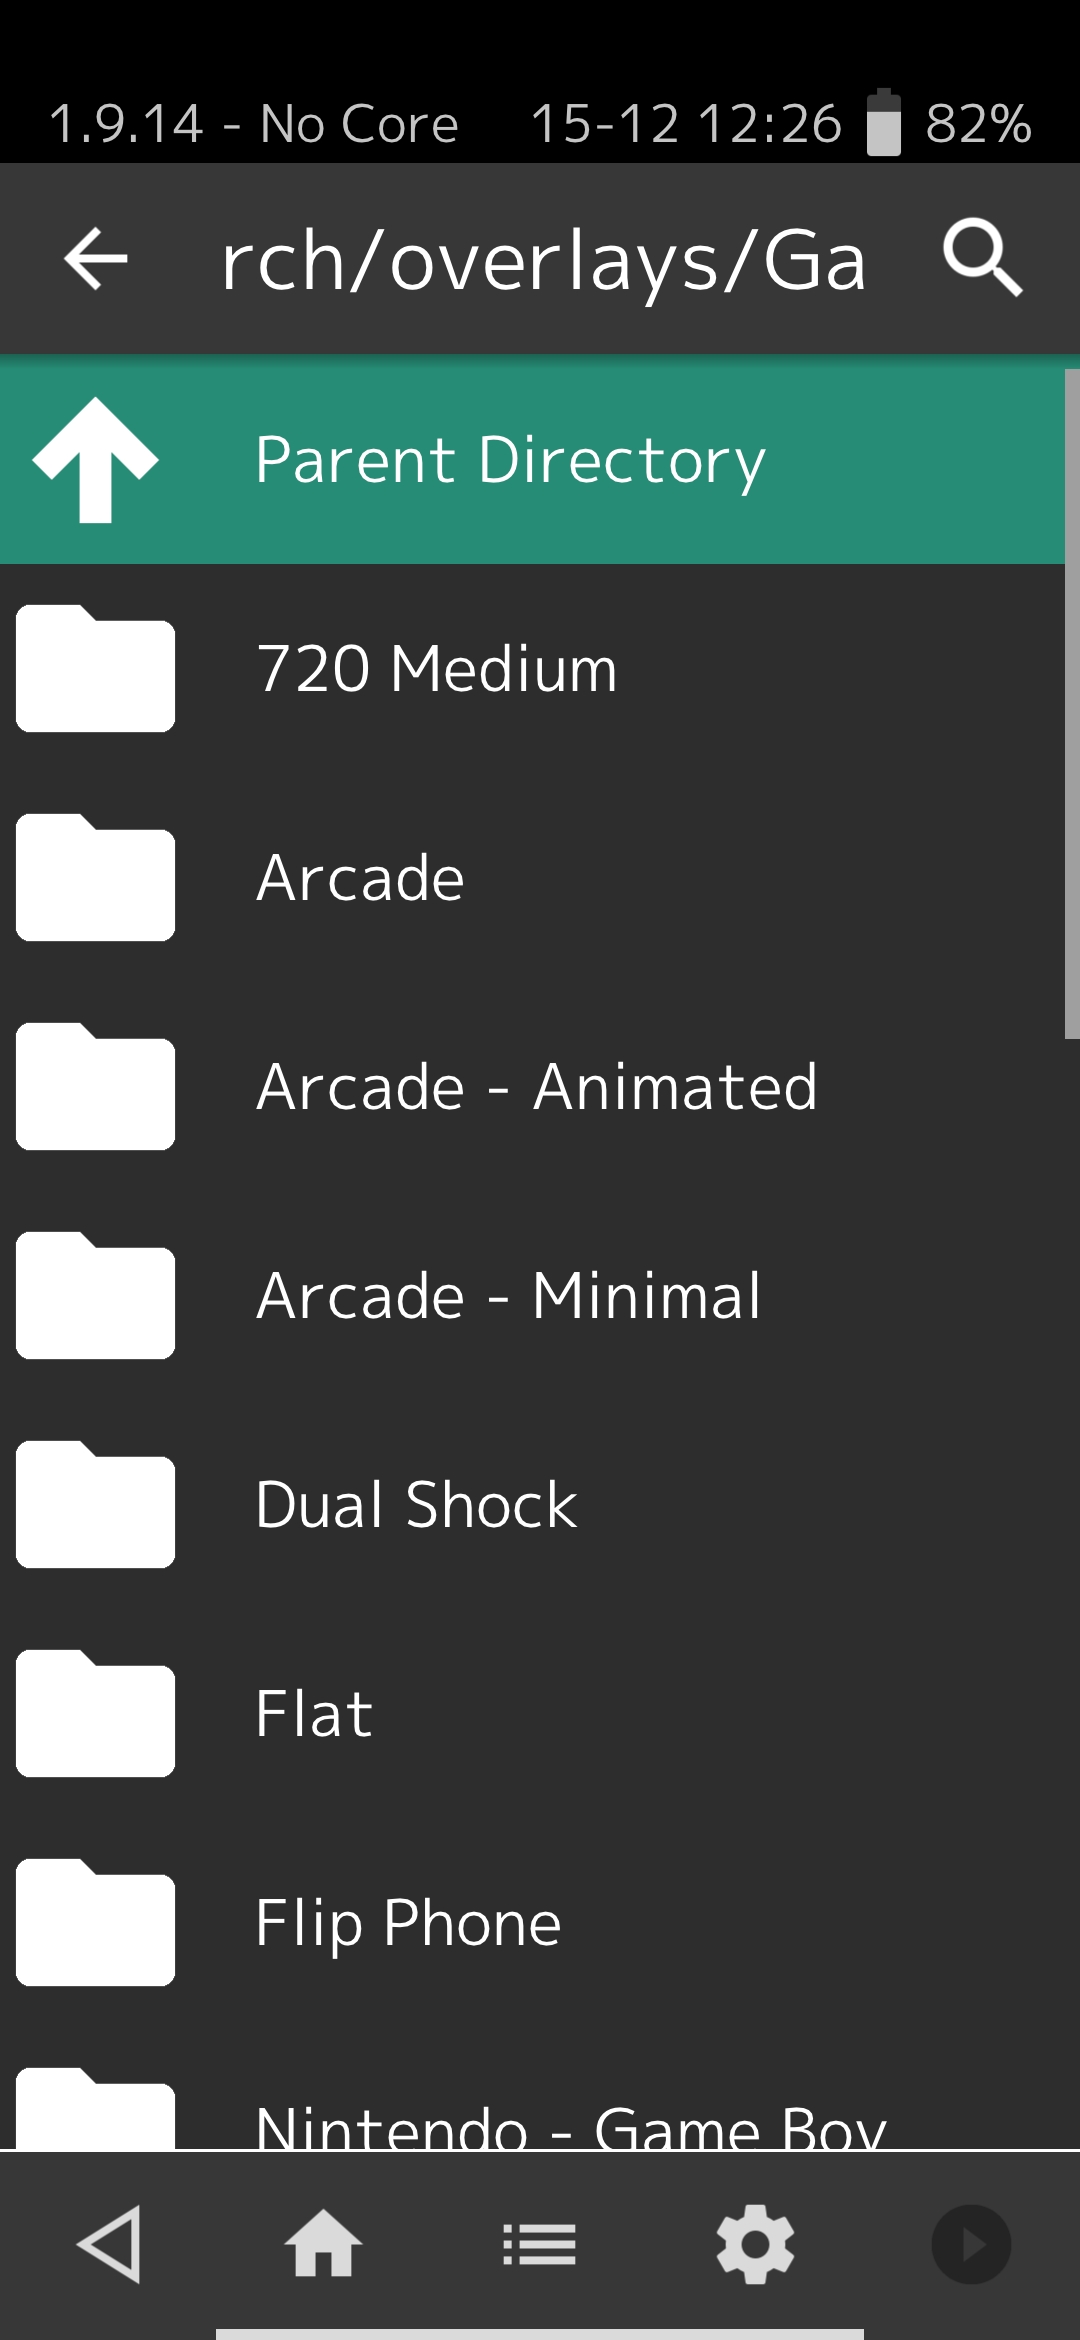 1.9.14 - No Core 15-12 12:26 82%
rch/overlays/Ga
Parent Directory
720 Medium
Arcade
Arcade - Animated
Arcade - Minimal
Dual Shock
Flat
Flip Phone
Nintendo - Game Boy